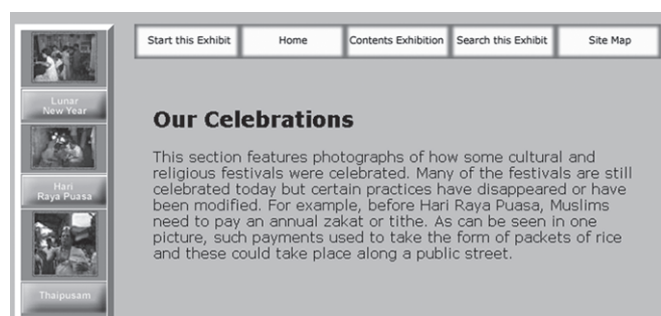 Start this Exhibit
Home
Contents Exhibition
Search this Exhibit
Site Map
Lunar
New Year
Hari
Raya Puasa
Thaipusam
Our Celebrations
This section features photographs of how some cultural and
religious festivals were celebrated. Many of the festivals are still
celebrated today but certain practices have disappeared or have
been modified. For example, before Hari Raya Puasa, Muslims
need to pay an annual zakat or tithe. As can be seen in one
picture, such payments used to take the form of packets of rice
and these could take place along a public street.